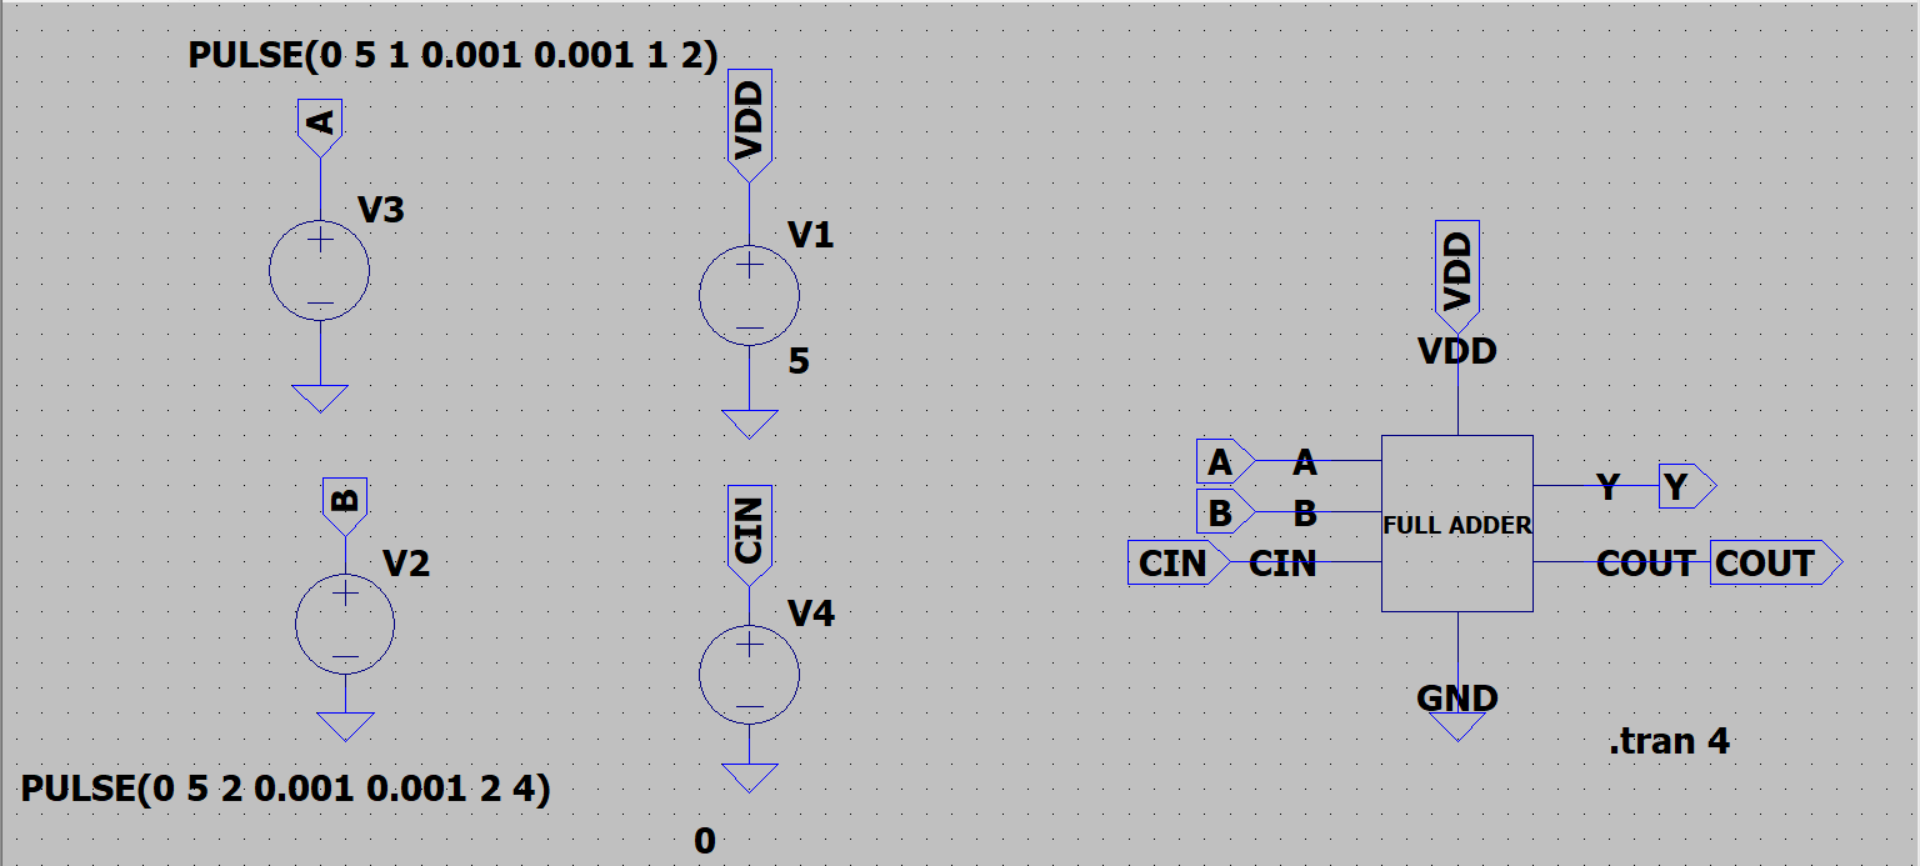 PULSE(0 5 1 0.001 0.001 1 2)
VDD
A
V3
V1
5
VDD
VDD
A A
B B
CIN CIN
FULL ADDER
Y Y
COUT COUT
GND
.tran 4
B
V2
CIN
V4
PULSE(0 5 2 0.001 0.001 2 4)
0